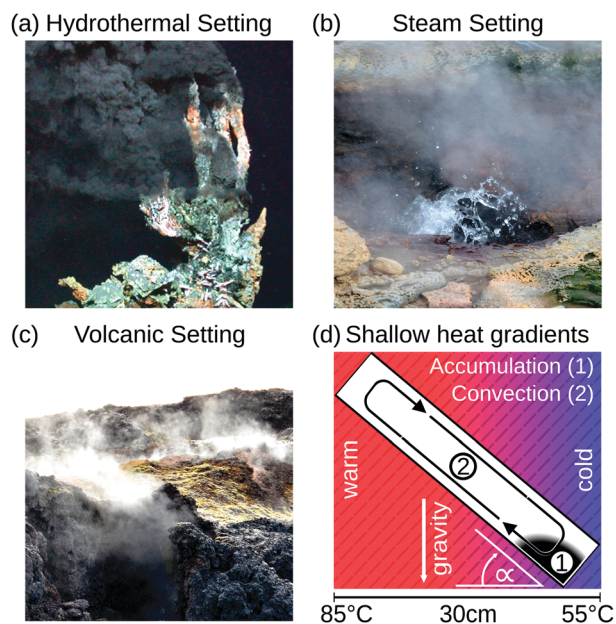 (a) Hydrothermal Setting
(b) Steam Setting
(c) Volcanic Setting
(d) Shallow heat gradients
Accumulation (1)
Convection (2)
warm
2
cold
gravity
∝
1
85°C 30cm 55°C